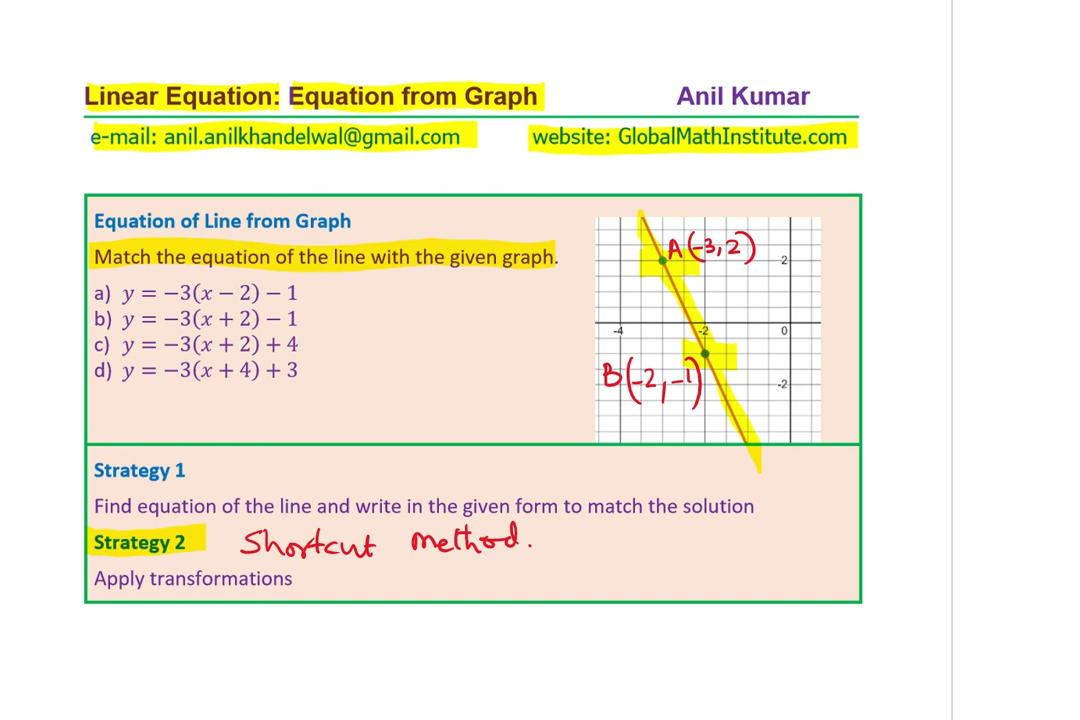 Linear Equation: Equation from Graph Anil Kumar
e-mail: anil.anilkhandelwal@gmail.com website: GlobalMathInstitute.com
Equation of Line from Graph
Match the equation of the line with the given graph.
a) y = −3(x − 2) − 1
b) y = −3(x + 2) − 1
c) y = −3(x + 2) + 4
d) y = −3(x + 4) + 3
A(-3, 2)
2
-4 -2 0
B(-2, -1)
-2
Strategy 1
Find equation of the line and write in the given form to match the solution
Strategy 2 Shortcut method.
Apply transformations